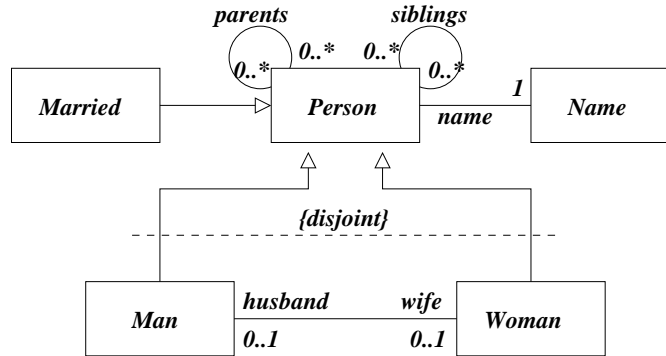 parents
siblings
0..*
0..*
0..*
0..*
Married
Person
1
Name
name
{disjoint}
Man
husband
wife
Woman
0..1
0..1